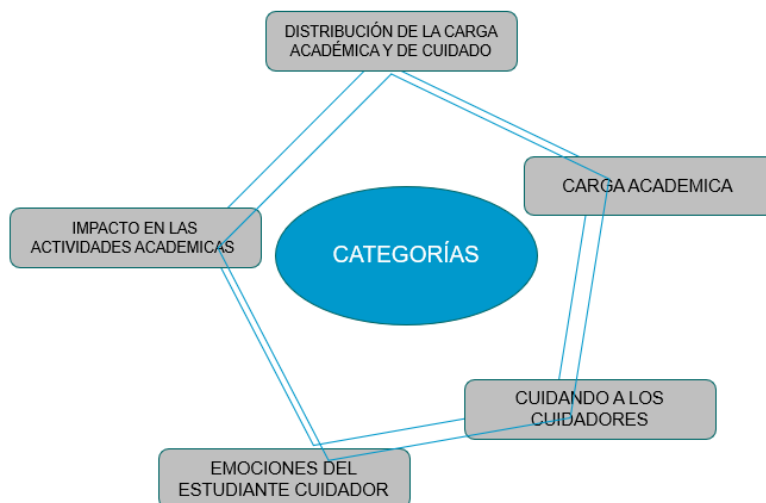 DISTRIBUCIÓN DE LA CARGA
ACADÉMICA Y DE CUIDADO
CARGA ACADEMICA
IMPACTO EN LAS
ACTIVIDADES ACADEMICAS
CATEGORÍAS
CUIDANDO A LOS
CUIDADORES
EMOCIONES DEL
ESTUDIANTE CUIDADOR